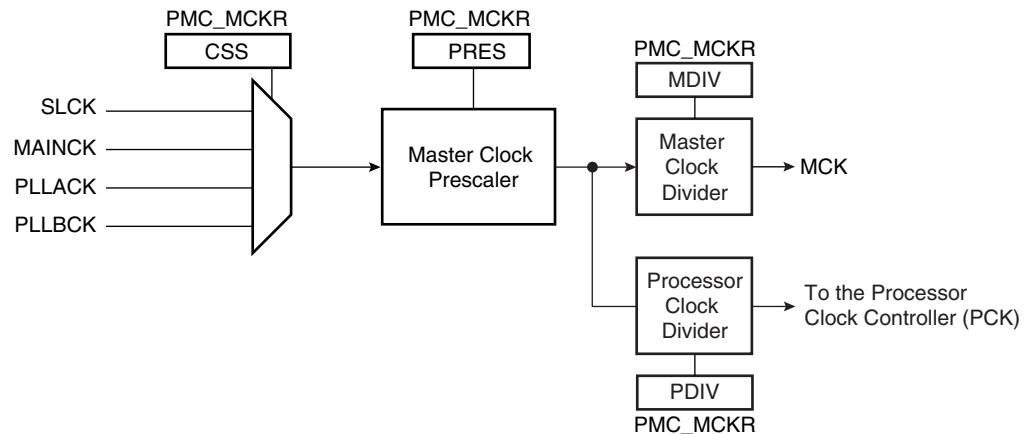 PMC_MCKR
CSS
PMC_MCKR
PRES
PMC_MCKR
MDIV
SLCK
MAINCK
PLLACK
PLLBCK
Master Clock
Prescaler
Master
Clock
Divider
MCK
Processor
Clock
Divider
To the Processor
Clock Controller (PCK)
PDIV
PMC_MCKR